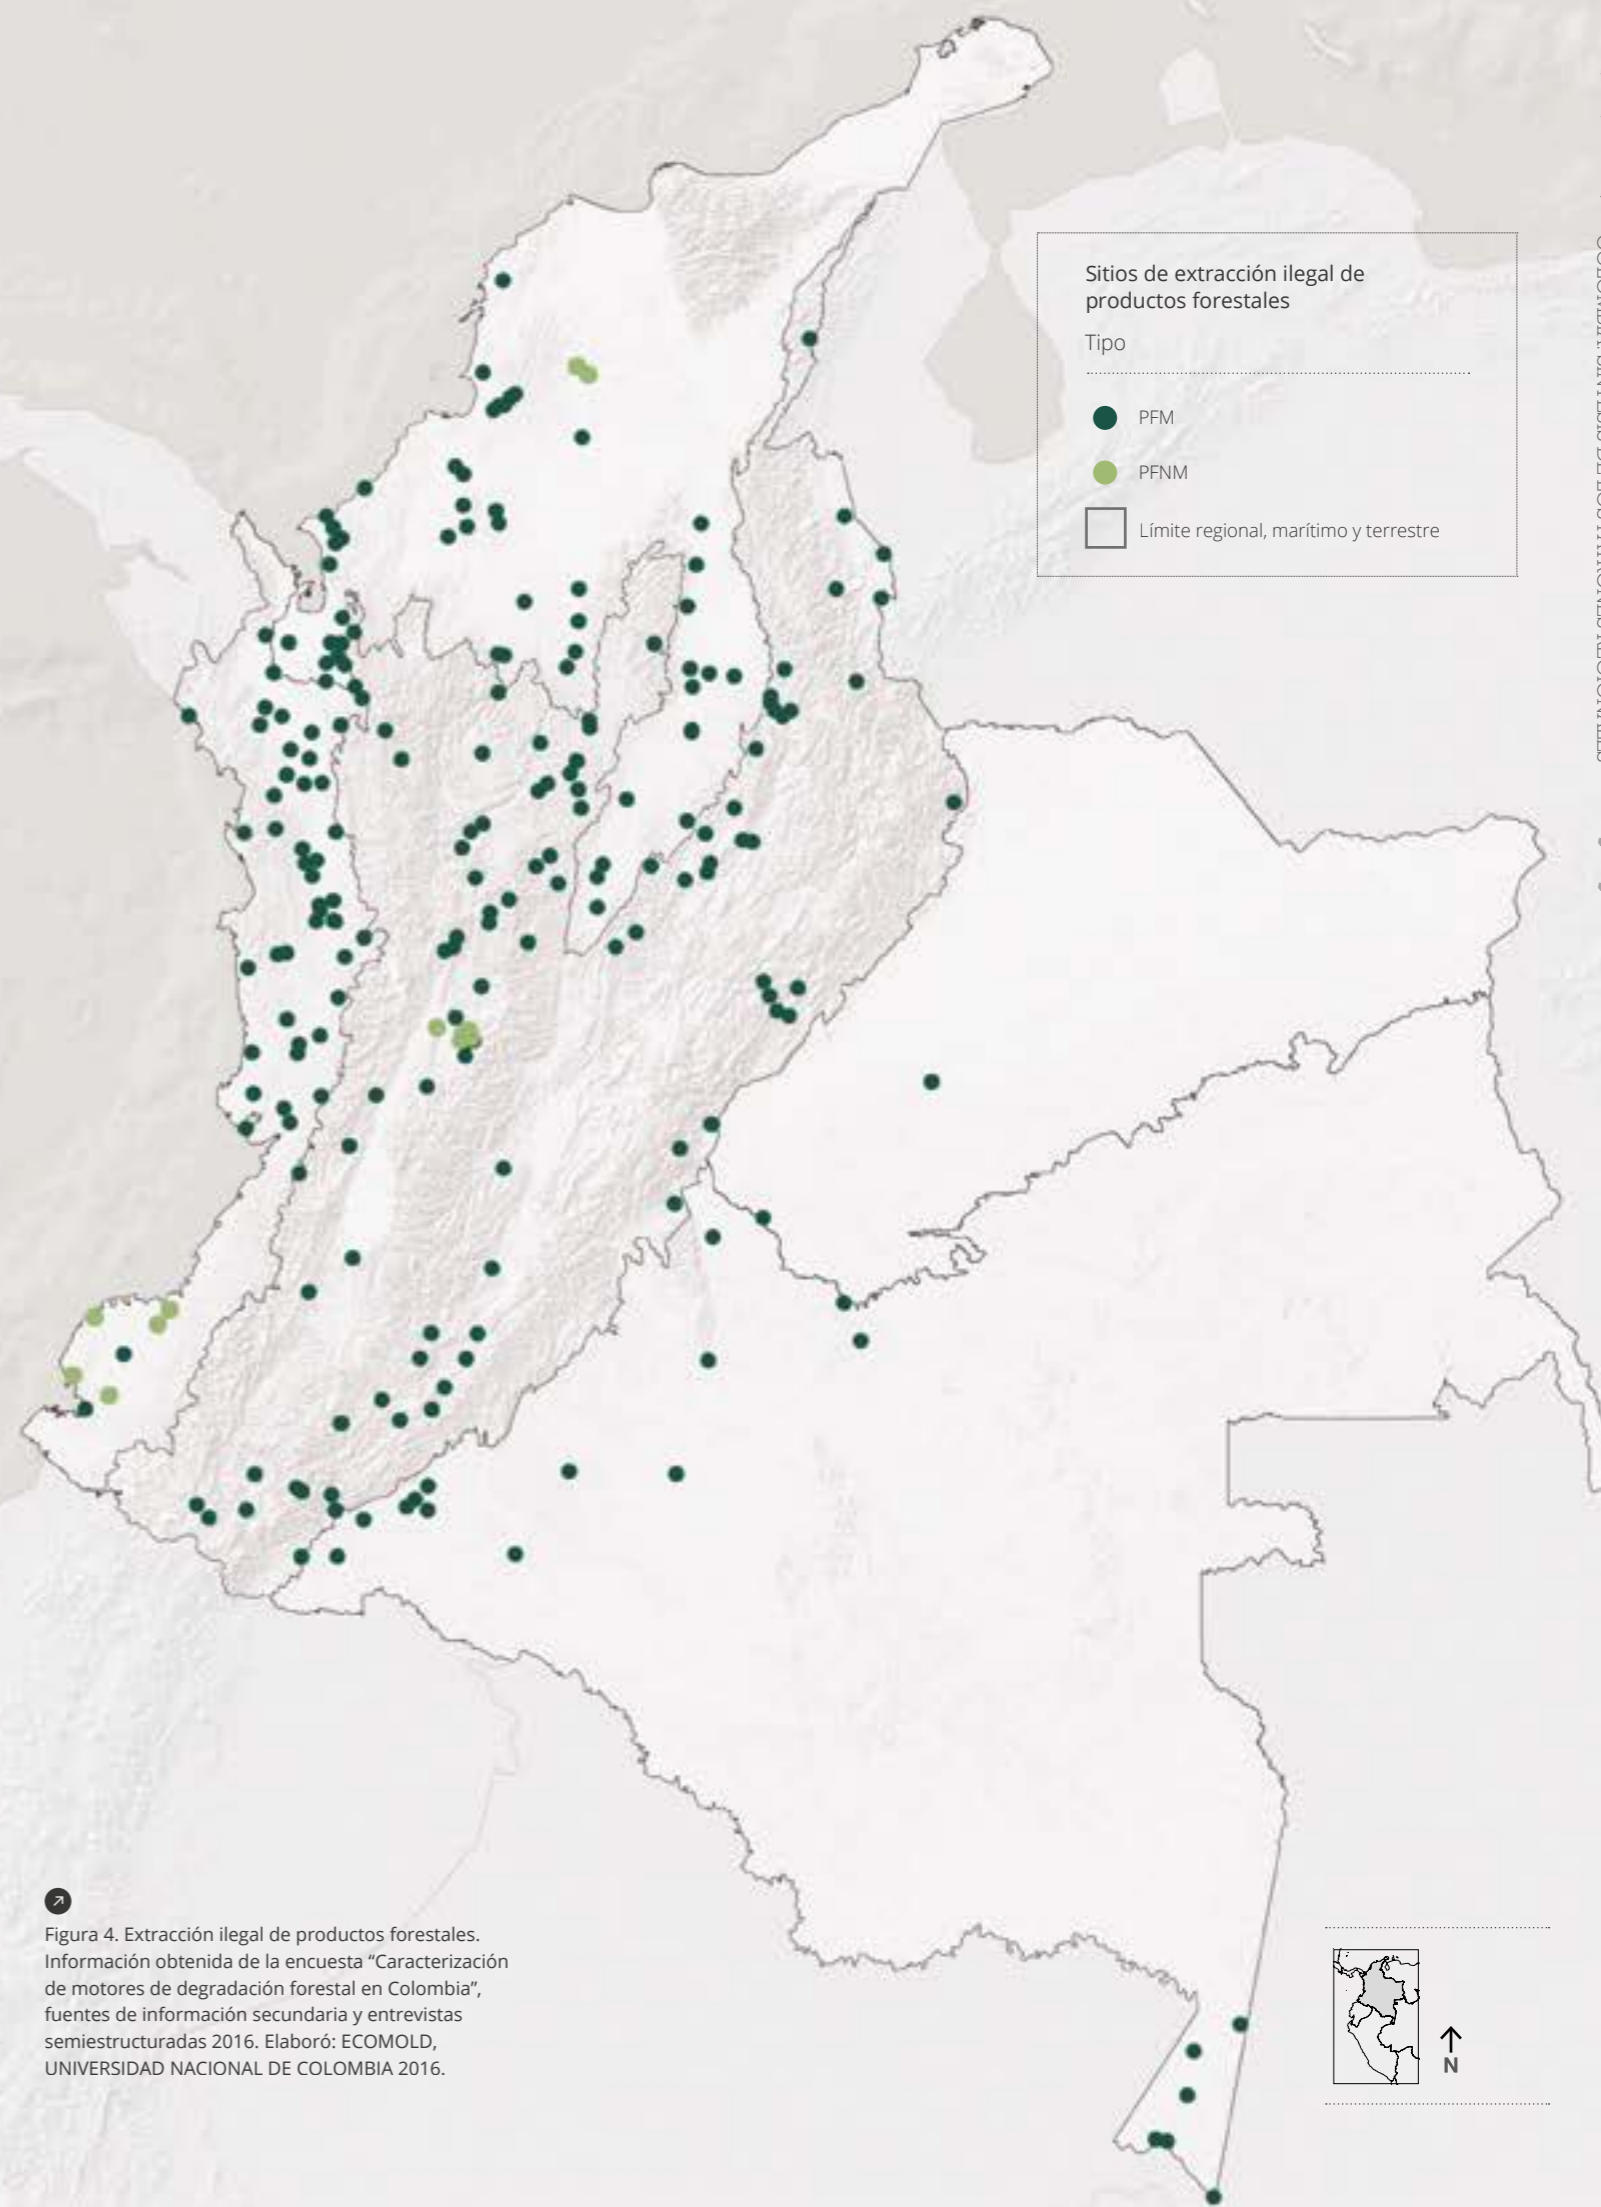 Sitios de extracción ilegal de
productos forestales
Tipo
PFM
PFNM
Límite regional, marítimo y terrestre
Figura 4. Extracción ilegal de productos forestales.
Información obtenida de la encuesta “Caracterización
de motores de degradación forestal en Colombia”,
fuentes de información secundaria y entrevistas
semiestructuradas 2016. Elaboró: ECOMOLD,
UNIVERSIDAD NACIONAL DE COLOMBIA 2016.
N